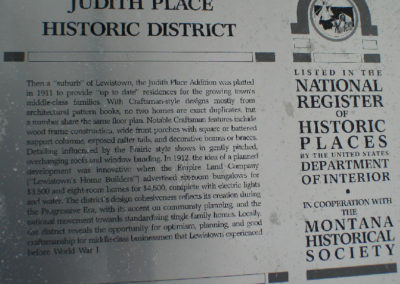 JUDITH PLACE
HISTORIC DISTRICT
Then a "suburb" of Lewistown, the Judith Place Addition was platted
in 1911 to provide "up to date" residences for the growing town's
middle-class families. With Craftsman-style designs mostly from
architectural pattern books, no two homes are exact duplicates, but
a number share the same floor plan. Notable Craftsman features include
wood frame construction, wide front porches with square or battered
support columns, exposed rafter tails, and decorative beams or braces.
Detailing influenced by the Prairie style shows in gently pitched,
overhanging roofs and window banding. In 1912, the idea of a planned
development was innovative when the Empire Land Company
("Lewistown's Home Builders") advertised six-room bungalows for
$3,500 and eight-room homes for $4,500, complete with electric lights
and water. The district's design cohesiveness reflects its creation during
the Progressive Era, with its accent on community planning, and the
national movement towards standardizing single-family homes. Locally,
the district reveals the opportunity for optimism, planning, and good
craftsmanship for middle-class businessmen that Lewistown experienced
before World War I.
LISTED IN THE
NATIONAL
REGISTER
OF
HISTORIC
PLACES
BY THE UNITED STATES
DEPARTMENT
OF INTERIOR
IN COOPERATION WITH
THE
MONTANA
HISTORICAL
SOCIETY